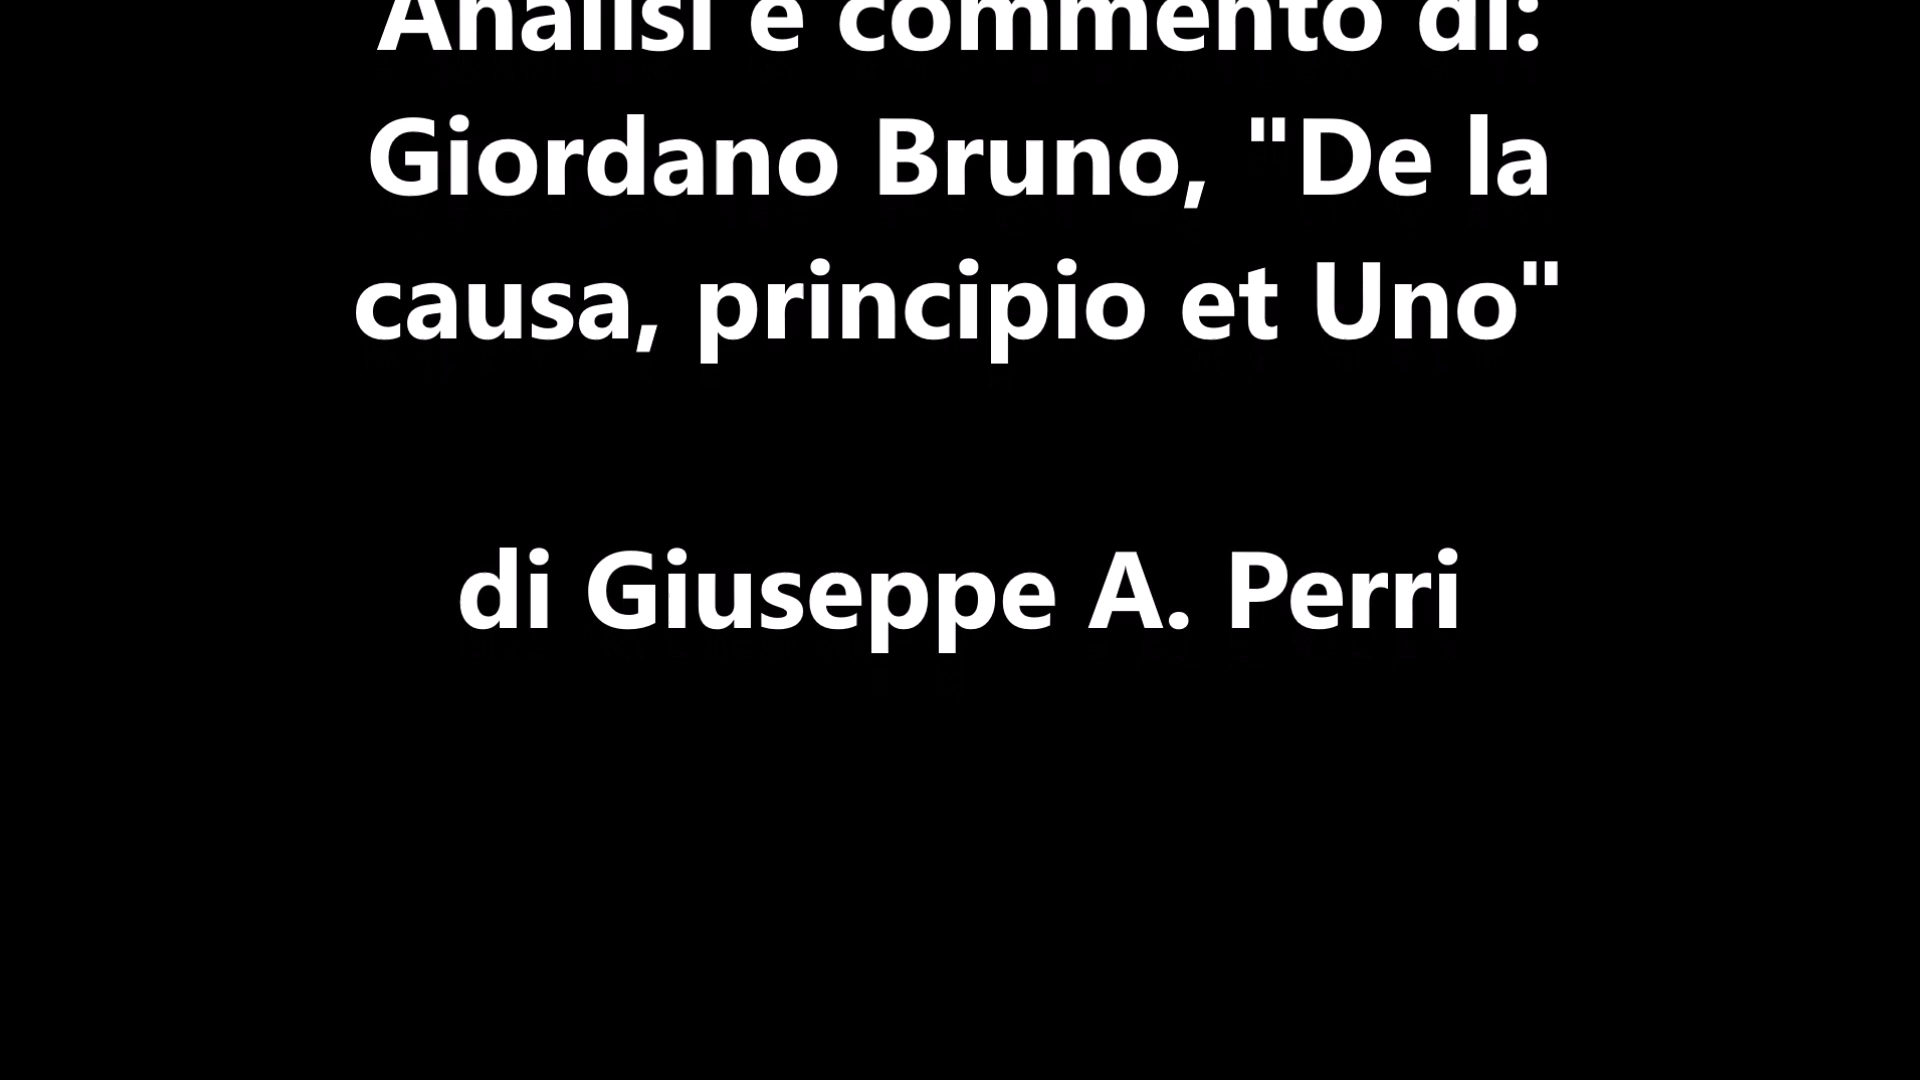 Analisi e commento di:
Giordano Bruno, "De la
causa, principio et Uno"
di Giuseppe A. Perri